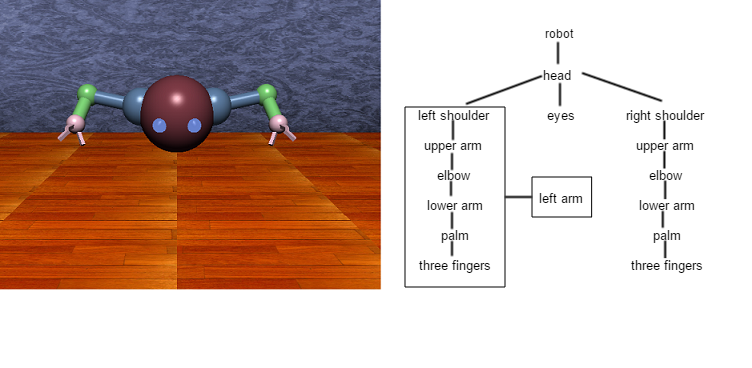 robot
head
left shoulder
eyes
right shoulder
upper arm
upper arm
elbow
elbow
lower arm
left arm
lower arm
palm
palm
three fingers
three fingers